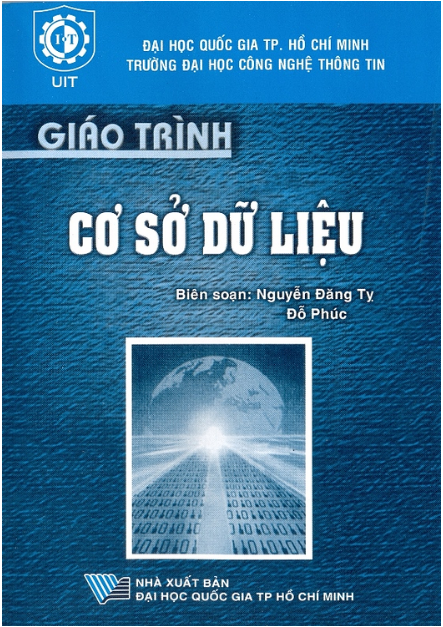 ĐẠI HỌC QUỐC GIA TP. HỒ CHÍ MINH
TRƯỜNG ĐẠI HỌC CÔNG NGHỆ THÔNG TIN
UIT
GIÁO TRÌNH
CƠ SỞ DỮ LIỆU
Biên soạn: Nguyễn Đăng Tỵ
Đỗ Phúc
NHÀ XUẤT BẢN
ĐẠI HỌC QUỐC GIA TP HỒ CHÍ MINH